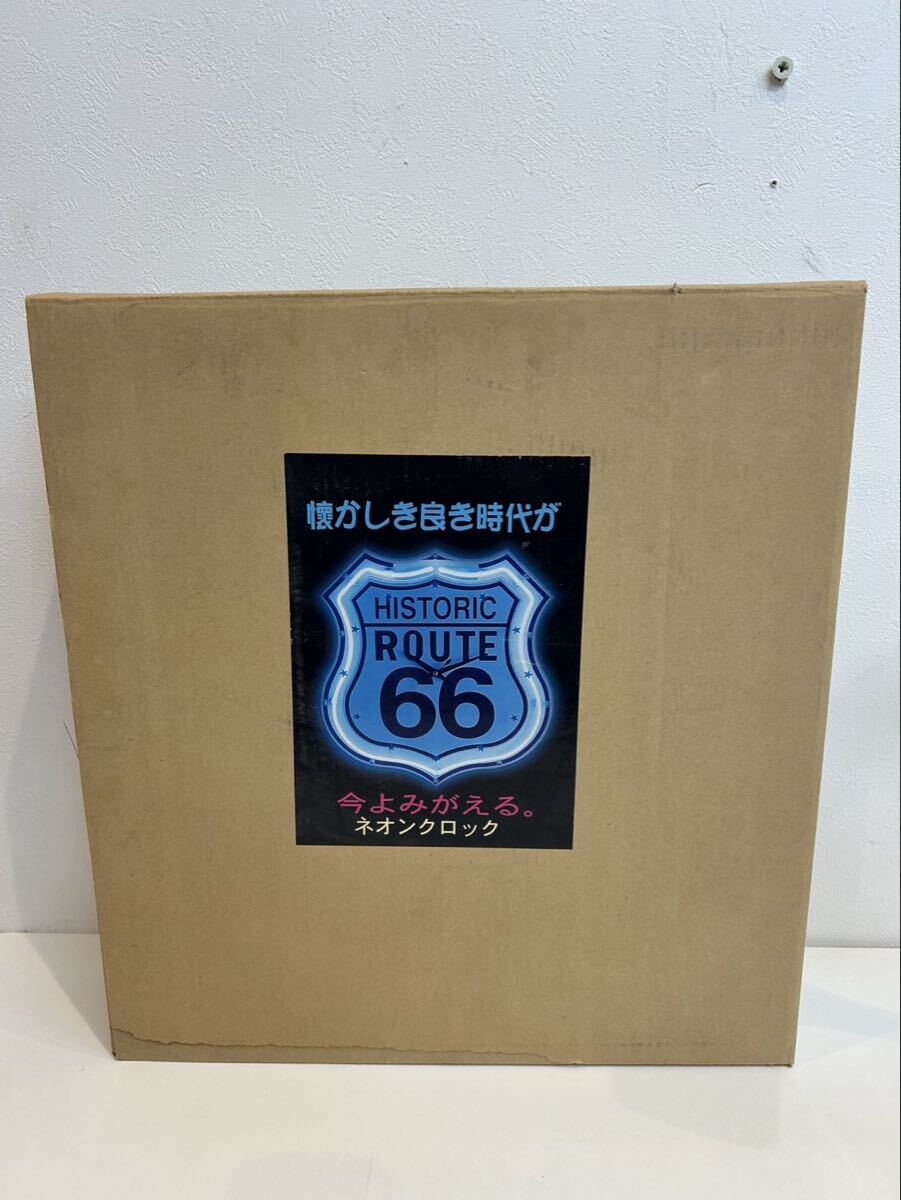 懐かしき良き時代が
HISTORIC
ROUTE
66
今よみがえる。
ネオンクロック